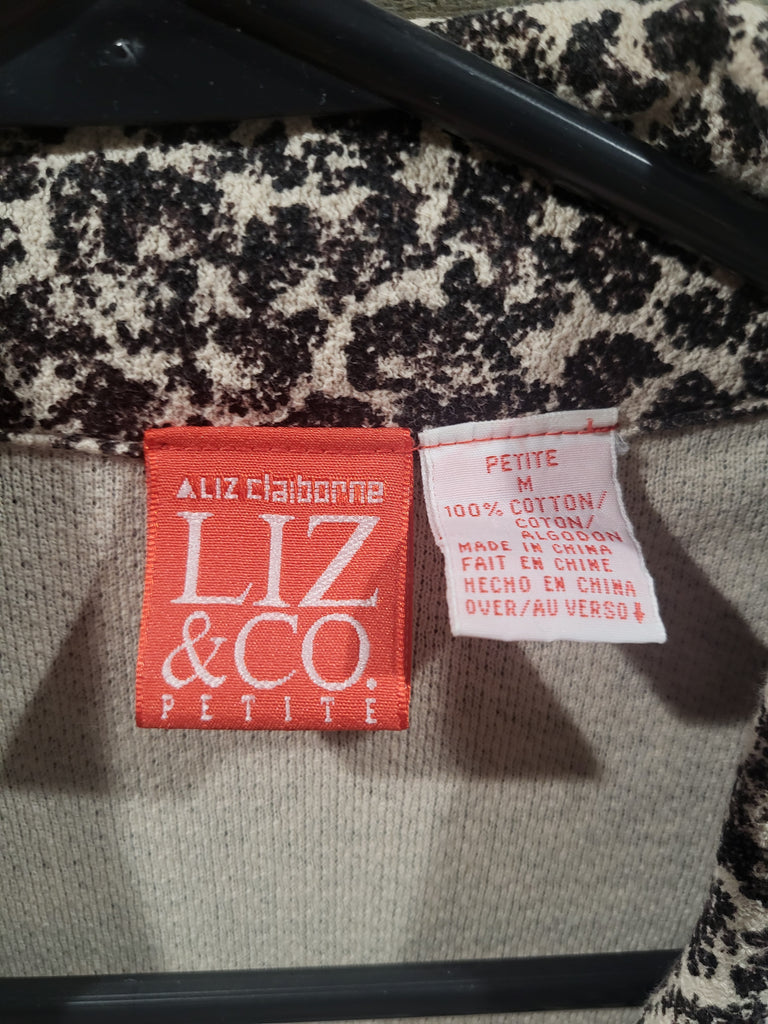 LIZ claiborne
LIZ
&CO.
PETITE
PETITE
M
100% COTTON/
COTON/
ALGODON
MADE IN CHINA
FAIT EN CHINE
HECHO EN CHINA
OVER/AU VERSO